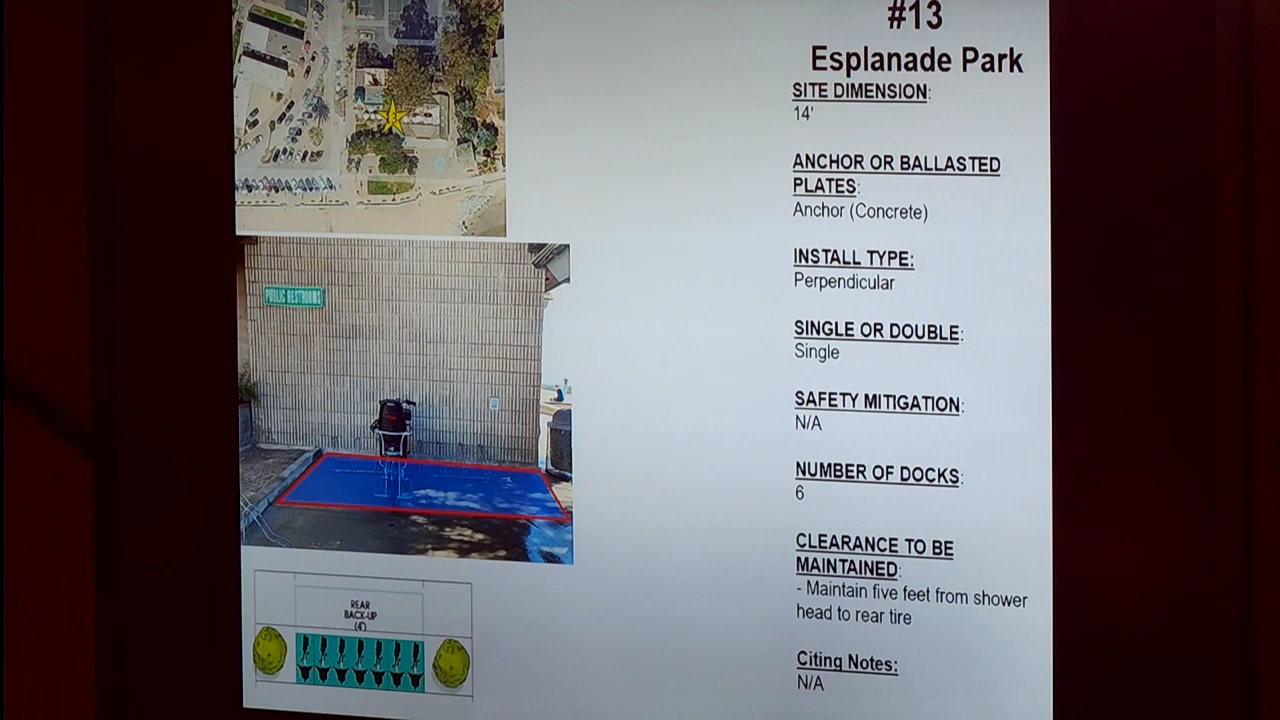 #13
Esplanade Park
SITE DIMENSION:
14'
ANCHOR OR BALLASTED
PLATES:
Anchor (Concrete)
INSTALL TYPE:
Perpendicular
SINGLE OR DOUBLE:
Single
SAFETY MITIGATION:
N/A
NUMBER OF DOCKS:
6
CLEARANCE TO BE
MAINTAINED:
- Maintain five feet from shower
head to rear tire
Citing Notes:
N/A
PUBLIC RESTROOMS
REAR
BACK-UP
(4')